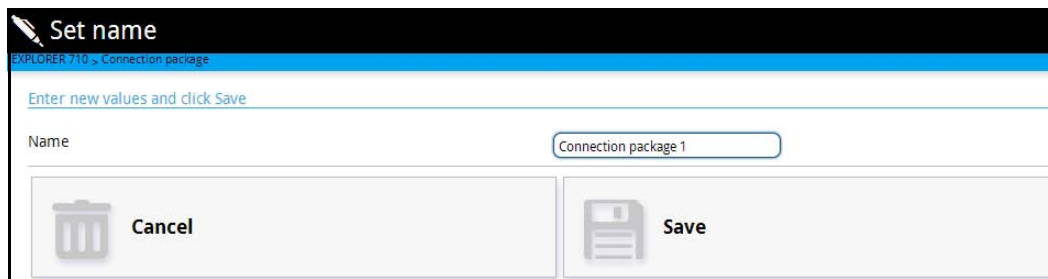 Set name
EXPLORER 710 > Connection package
Enter new values and click Save
Name
Connection package 1
Cancel
Save